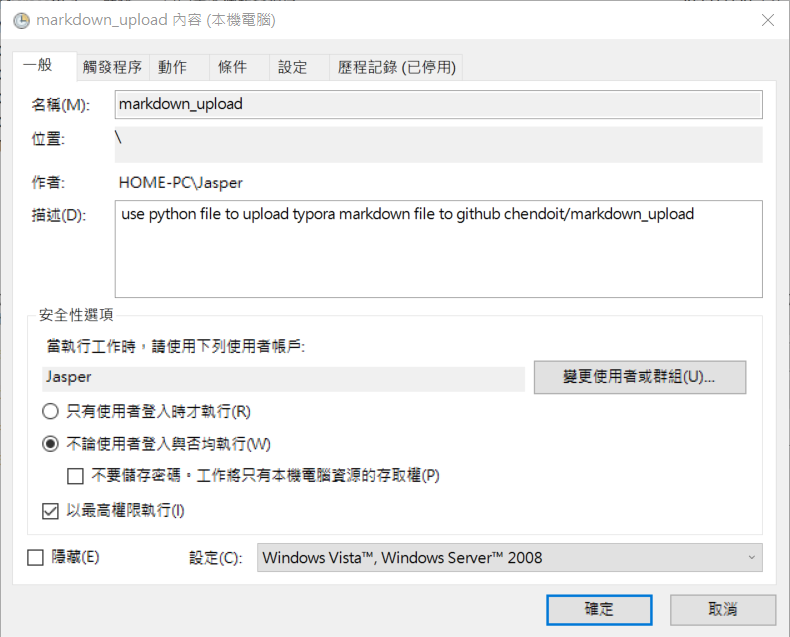 markdown_upload 內容 (本機電腦)
一般 觸發程序 動作 條件 設定 歷程記錄 (已停用)
名稱(M): markdown_upload
位置: \
作者: HOME-PC\Jasper
描述(D): use python file to upload typora markdown file to github chendoit/markdown_upload
安全性選項
當執行工作時，請使用下列使用者帳戶:
Jasper 變更使用者或群組(U)...
只有使用者登入時才執行(R)
不論使用者登入與否均執行(W)
不要儲存密碼。工作將只有本機電腦資源的存取權(P)
以最高權限執行(I)
隱藏(E) 設定(C): Windows Vista™, Windows Server™ 2008
確定 取消